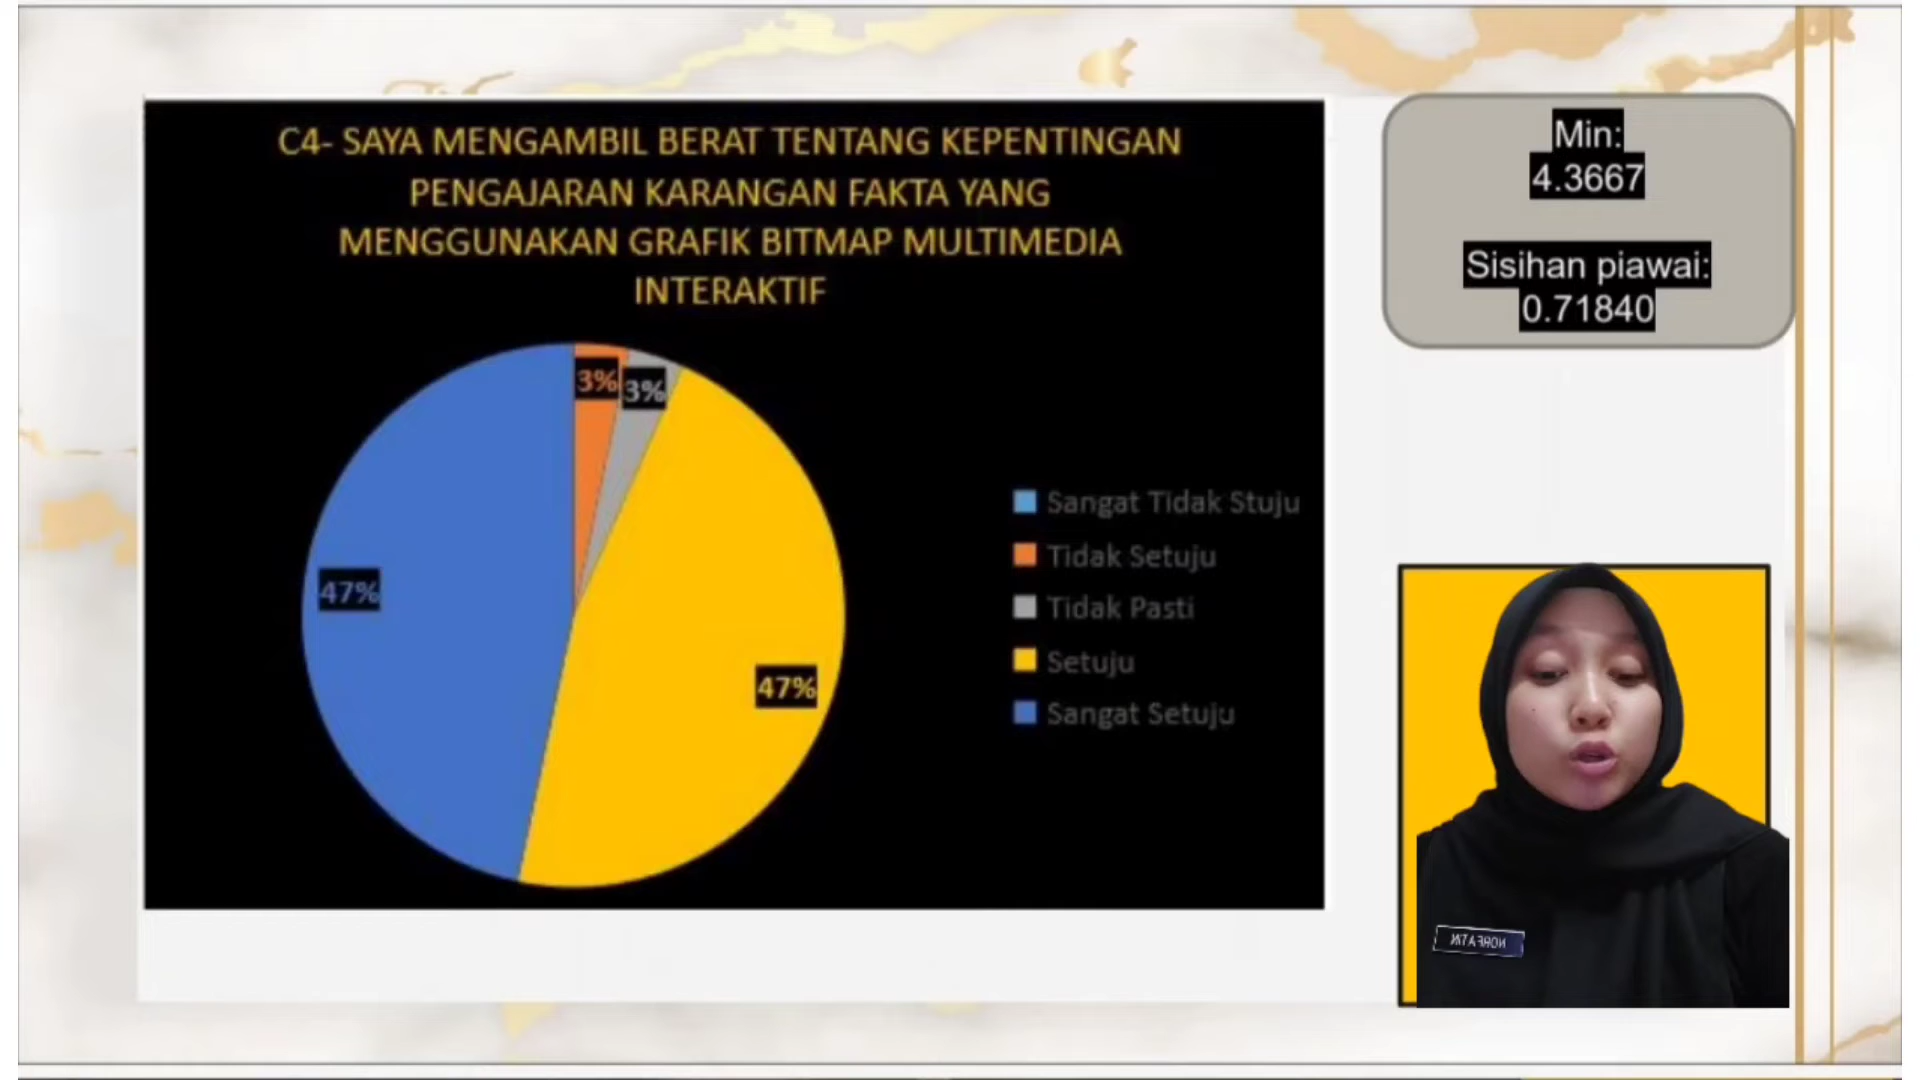 C4- SAYA MENGAMBIL BERAT TENTANG KEPENTINGAN
PENGAJARAN KARANGAN FAKTA YANG
MENGGUNAKAN GRAFIK BITMAP MULTIMEDIA
INTERAKTIF
3%
3%
47%
47%
Sangat Tidak Stuju
Tidak Setuju
Tidak Pasti
Setuju
Sangat Setuju
Min:
4.3667
Sisihan piawai:
0.71840
NORFATIN